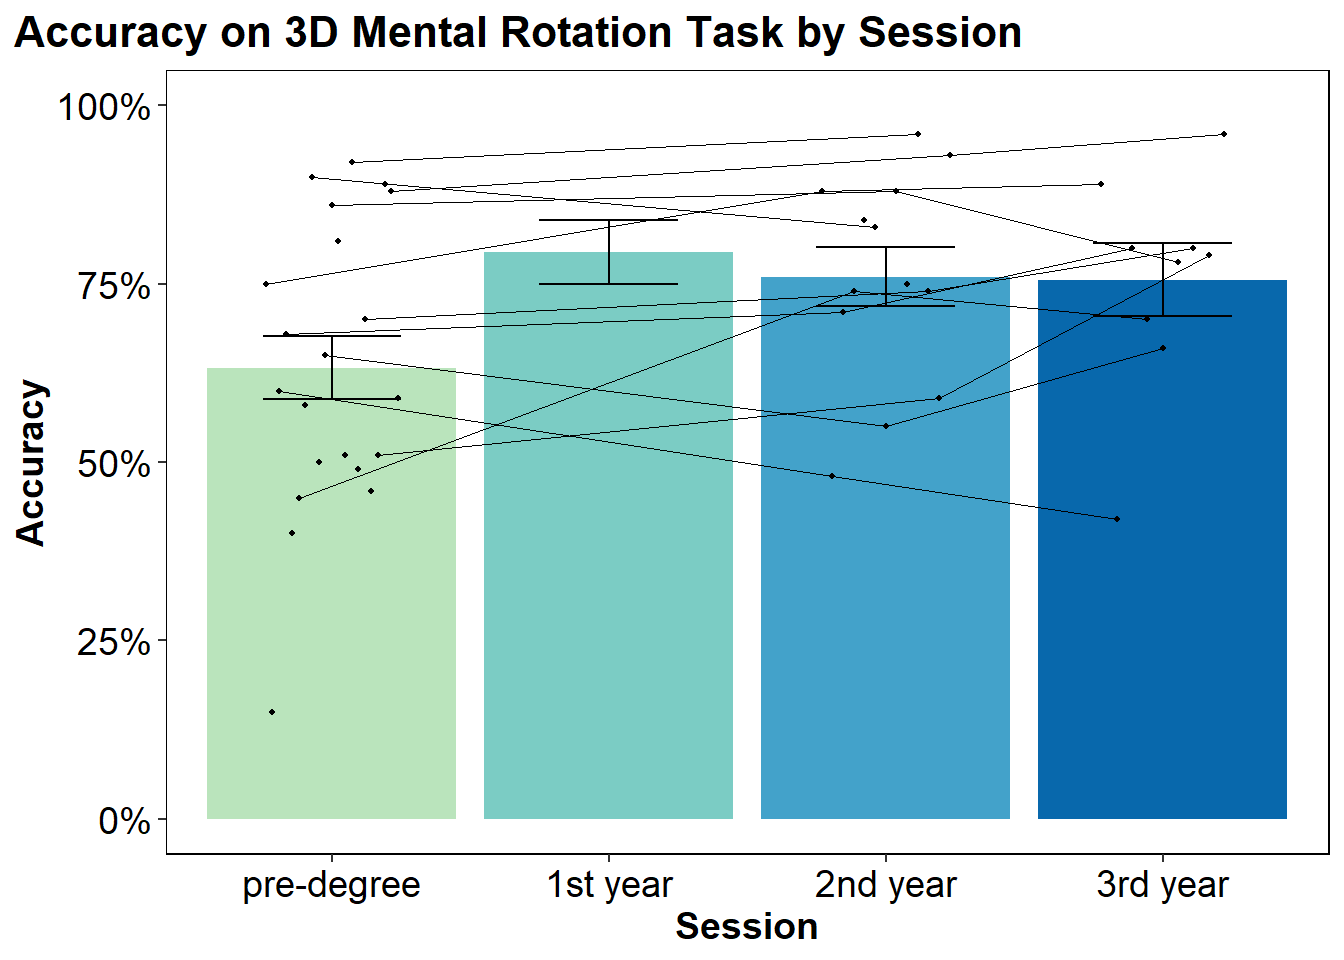 Accuracy on 3D Mental Rotation Task by Session
100%
75%
50%
25%
0%
Accuracy
pre-degree 1st year 2nd year 3rd year
Session